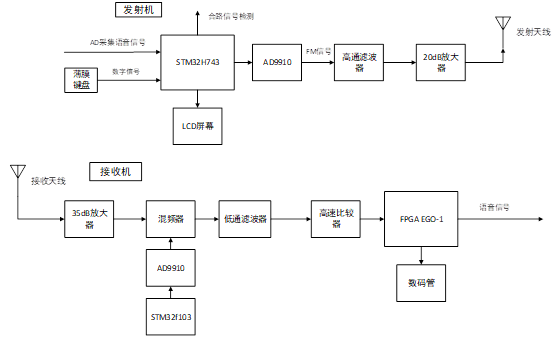 发射机
合路信号检测
发射天线
AD采集语音信号
STM32H743
AD9910
FM信号
高通滤波
器
20dB放大
器
薄膜
键盘
数字信号
LCD屏幕
接收机
接收天线
35dB放大
器
混频器
低通滤波器
高速比较
器
FPGA EGO-1
语音信号
AD9910
数码管
STM32f103